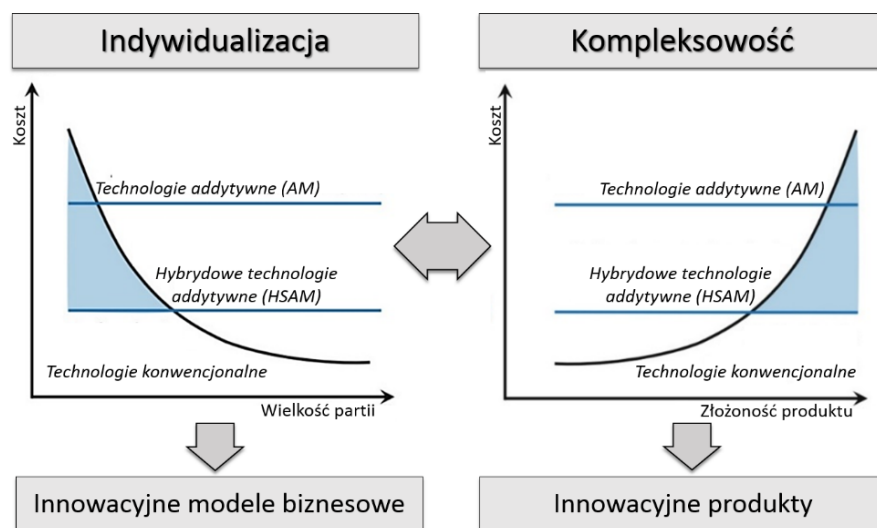 Indywidualizacja
Koszt
Technologie addytywne (AM)
Hybrydowe technologie
addytywne (HSAM)
Technologie konwencjonalne
Wielkość partii
Innowacyjne modele biznesowe
Kompleksowość
Koszt
Technologie addytywne (AM)
Hybrydowe technologie
addytywne (HSAM)
Technologie konwencjonalne
Złożoność produktu
Innowacyjne produkty